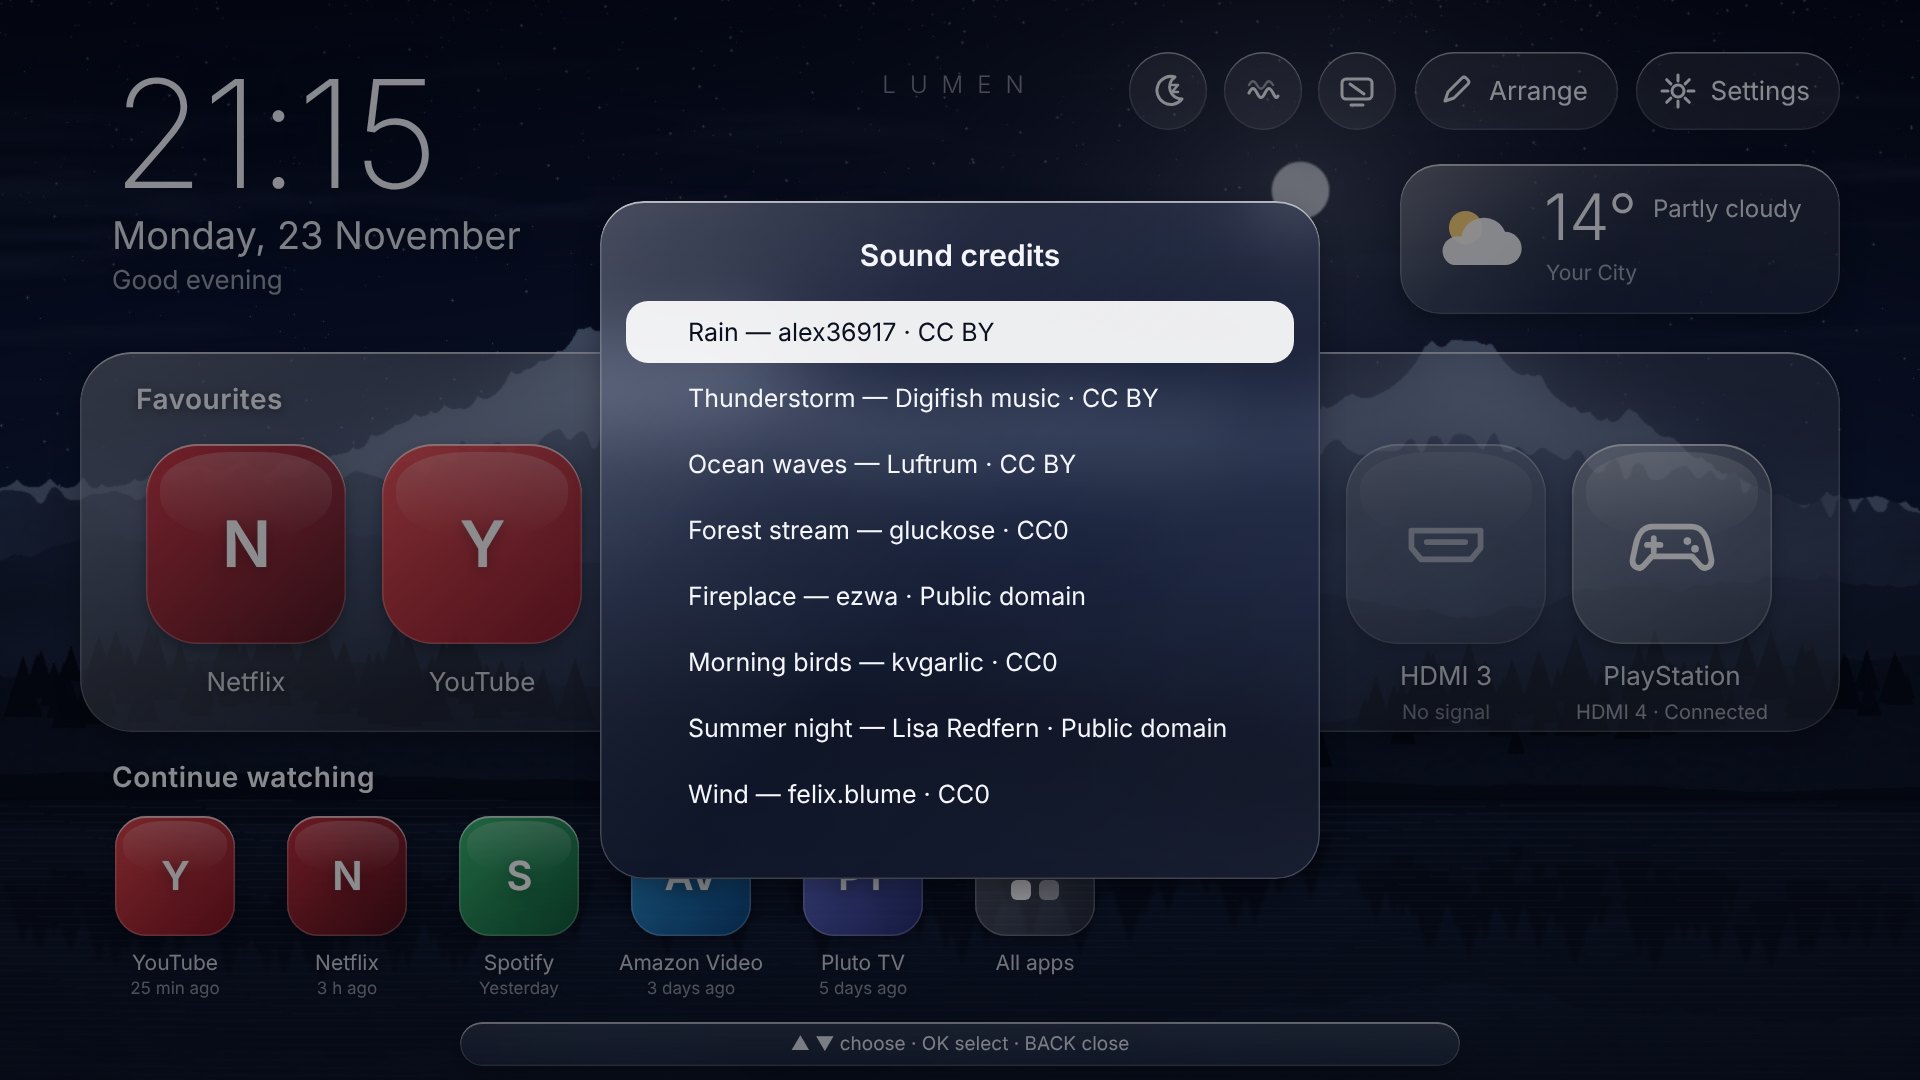 21:15
LUMEN
Arrange
Settings
Monday, 23 November
Good evening
14° Partly cloudy
Your City
Sound credits
Rain — alex36917 · CC BY
Thunderstorm — Digifish music · CC BY
Ocean waves — Luftrum · CC BY
Forest stream — gluckose · CC0
Fireplace — ezwa · Public domain
Morning birds — kvgarlic · CC0
Summer night — Lisa Redfern · Public domain
Wind — felix.blume · CC0
Favourites
N
Y
Netflix
YouTube
HDMI 3
No signal
PlayStation
HDMI 4 · Connected
Continue watching
Y
N
S
AV
PT
YouTube
25 min ago
Netflix
3 h ago
Spotify
Yesterday
Amazon Video
3 days ago
Pluto TV
5 days ago
All apps
▲▼ choose · OK select · BACK close